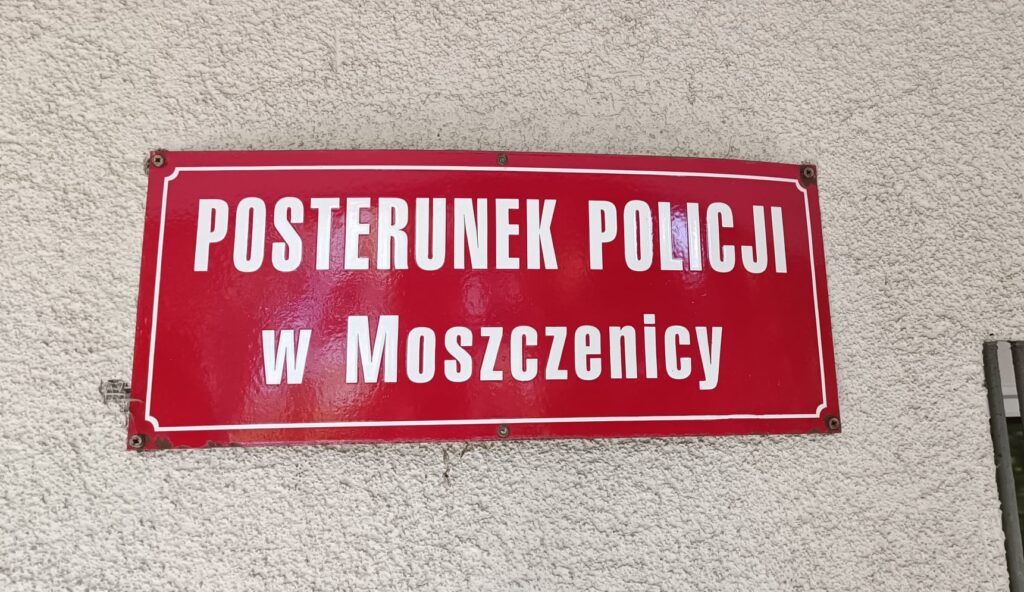 POSTERUNEK POLICJI
w Moszczenicy